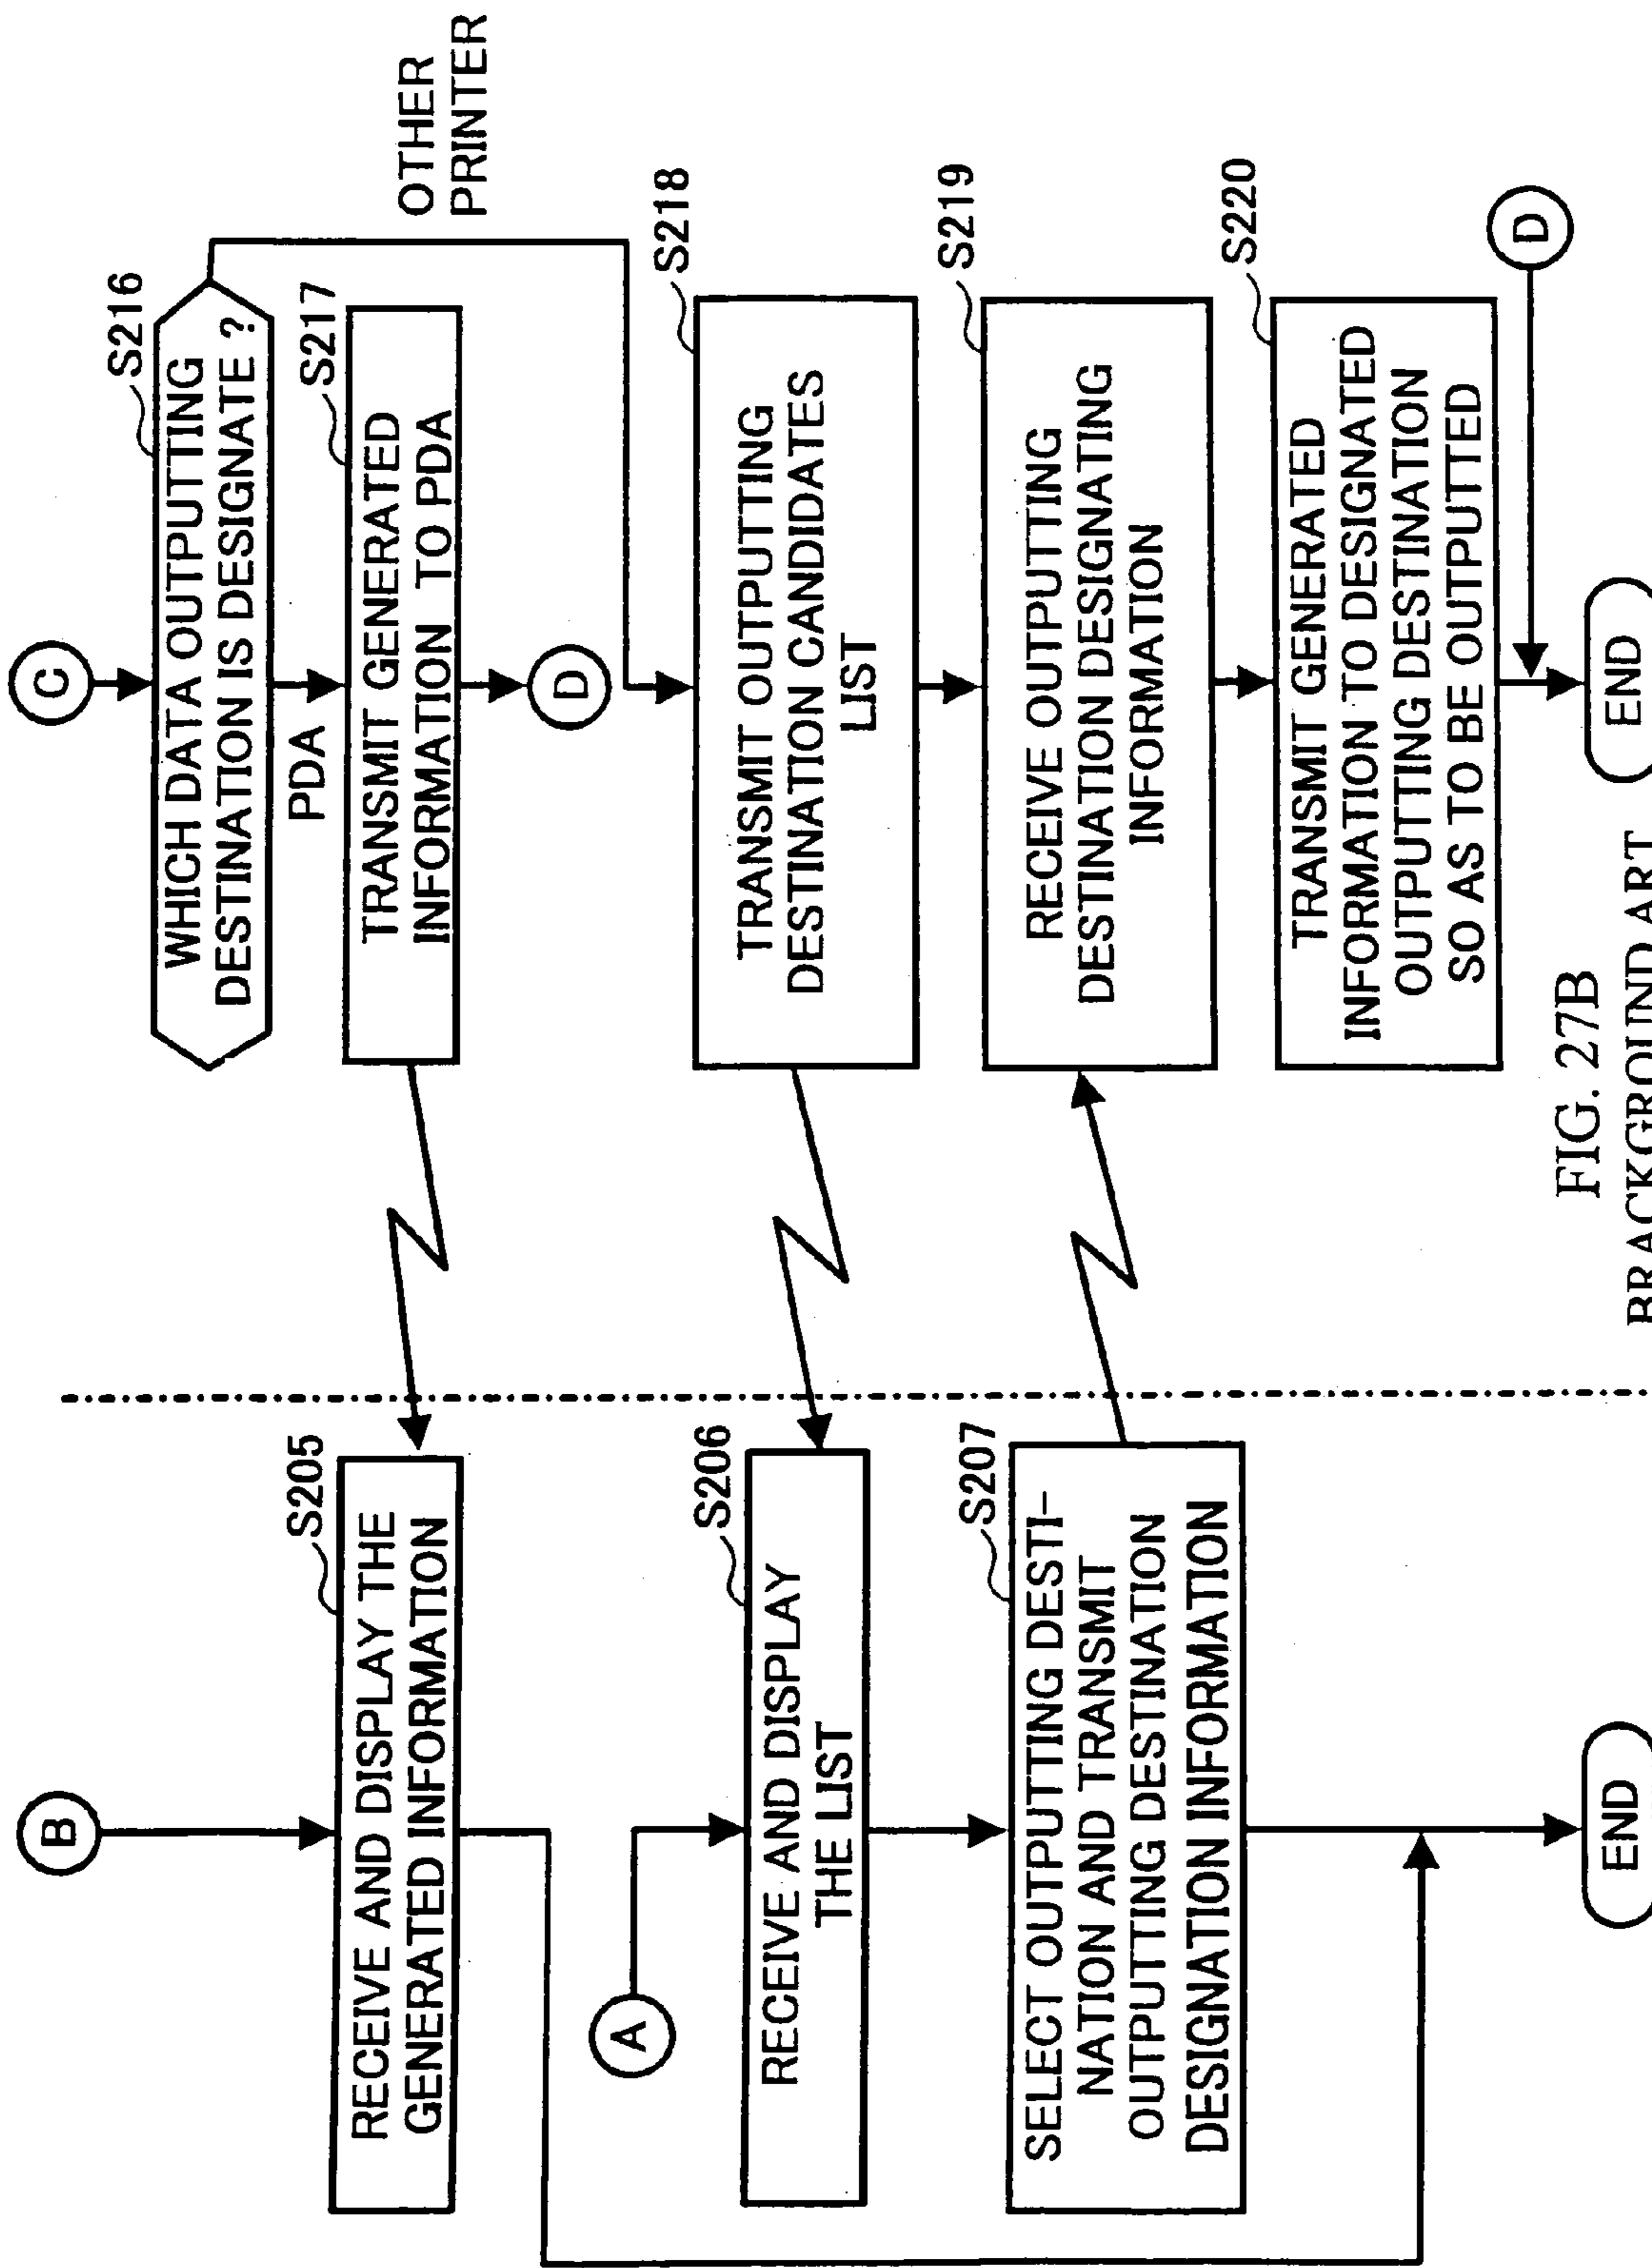 B
S205
RECEIVE AND DISPLAY THE
GENERATED INFORMATION
A
S206
RECEIVE AND DISPLAY
THE LIST
S207
SELECT OUTPUTTING DESTI-
NATION AND TRANSMIT
OUTPUTTING DESTINATION
DESIGNATION INFORMATION
END
C
S216
WHICH DATA OUTPUTTING
DESTINATION IS DESIGNATE ?
PDA
OTHER
PRINTER
S217
TRANSMIT GENERATED
INFORMATION TO PDA
D
S218
TRANSMIT OUTPUTTING
DESTINATION CANDIDATES
LIST
S219
RECEIVE OUTPUTTING
DESTINATION DESIGNATING
INFORMATION
S220
TRANSMIT GENERATED
INFORMATION TO DESIGNATED
OUTPUTTING DESTINATION
SO AS TO BE OUTPUTTED
D
END
FIG. 27B
BRACKGROUND ART